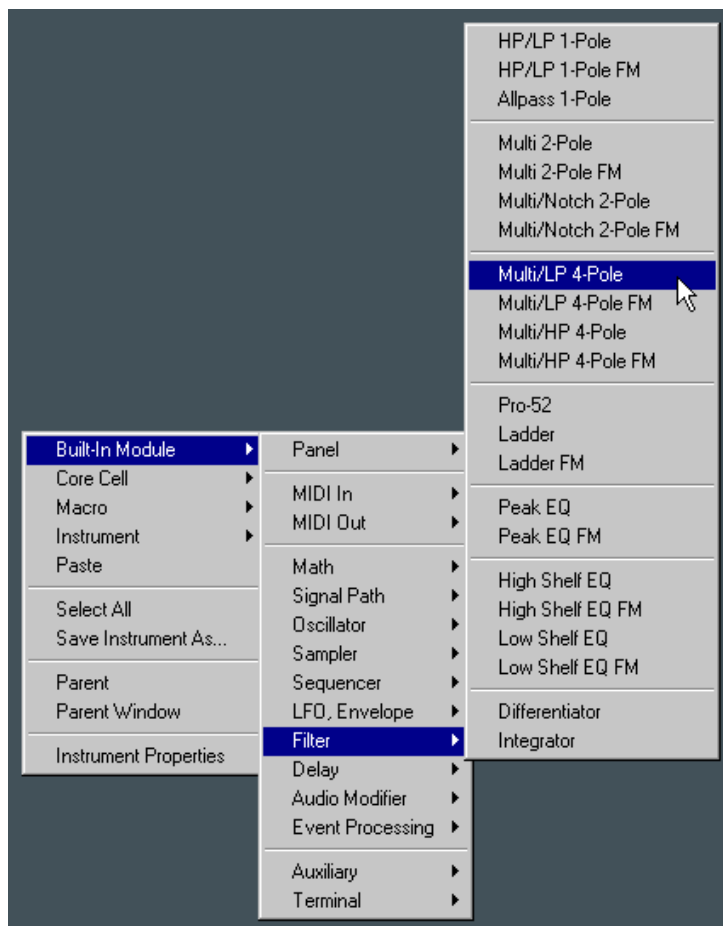 Built-In Module
Core Cell
Macro
Instrument
Paste
Select All
Save Instrument As...
Parent
Parent Window
Instrument Properties
Panel
MIDI In
MIDI Out
Math
Signal Path
Oscillator
Sampler
Sequencer
LFO, Envelope
Filter
Delay
Audio Modifier
Event Processing
Auxiliary
Terminal
HP/LP 1-Pole
HP/LP 1-Pole FM
Allpass 1-Pole
Multi 2-Pole
Multi 2-Pole FM
Multi/Notch 2-Pole
Multi/Notch 2-Pole FM
Multi/LP 4-Pole
Multi/LP 4-Pole FM
Multi/HP 4-Pole
Multi/HP 4-Pole FM
Pro-52
Ladder
Ladder FM
Peak EQ
Peak EQ FM
High Shelf EQ
High Shelf EQ FM
Low Shelf EQ
Low Shelf EQ FM
Differentiator
Integrator